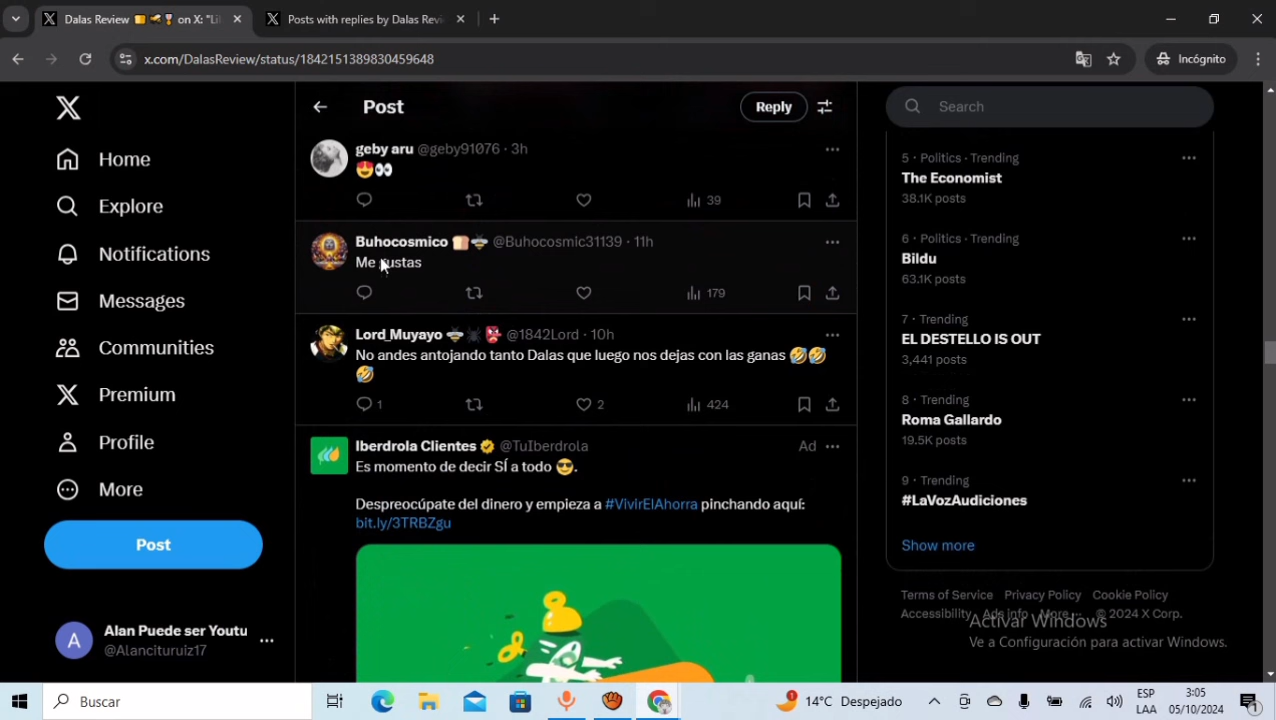 Dalas Review on X: "Li
Posts with replies by Dalas Rev
x.com/DalasReview/status/1842151389830459648
Incógnito
Home
Explore
Notifications
Messages
Communities
Premium
Profile
More
Post
Alan Puede ser Youtu
@Alancituruiz17
Post
Reply
geby aru @geby91076 · 3h
😍👀
39
Buhocosmico 🍞🐝 @Buhocosmic31139 · 11h
Me gustas
179
Lord_Muyayo 🐝🕷️👺 @1842Lord · 10h
No andes antojando tanto Dalas que luego nos dejas con las ganas 🤣🤣
🤣
1
2
424
Iberdrola Clientes @TuIberdrola
Ad
Es momento de decir SÍ a todo 😎.
Despreocúpate del dinero y empieza a #VivirElAhorra pinchando aquí:
bit.ly/3TRBZgu
Search
5 · Politics · Trending
The Economist
38.1K posts
6 · Politics · Trending
Bildu
63.1K posts
7 · Trending
EL DESTELLO IS OUT
3,441 posts
8 · Trending
Roma Gallardo
19.5K posts
9 · Trending
#LaVozAudiciones
Show more
Terms of Service Privacy Policy Cookie Policy
Accessibility Ads info More ··· © 2024 X Corp.
Activar Windows
Ve a Configuración para activar Windows.
Buscar
1
14°C Despejado
ESP
LAA
3:05
05/10/2024
1